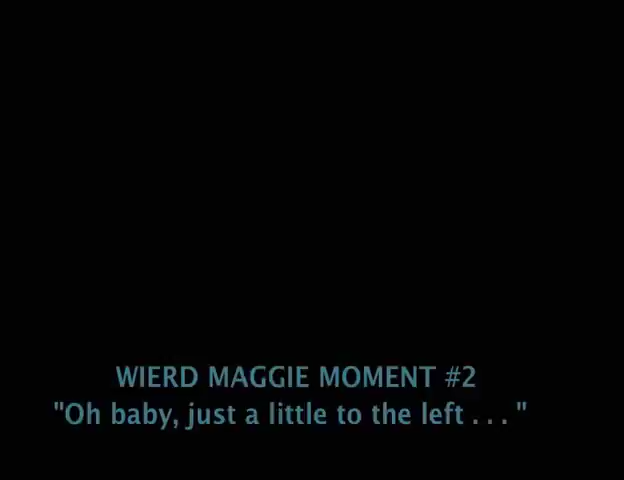 WIERD MAGGIE MOMENT #2
"Oh baby, just a little to the left . . . "